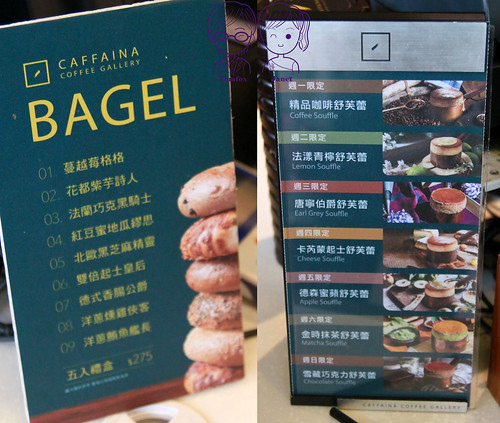 CAFFAINA
COFFEE GALLERY
BAGEL
01 蔓越莓格格
02 花都紫芋詩人
03 法蘭巧克黑騎士
04 紅豆蜜地瓜繆思
05 北歐黑芝麻精靈
06 雙倍起士皇后
07 德式香腸公爵
08 洋蔥燻雞俠客
09 洋蔥鮪魚艦長
五入禮盒 $275
週一限定
精品咖啡舒芙蕾
Coffee Souffle
週二限定
法漾青檸舒芙蕾
Lemon Souffle
週三限定
唐寧伯爵舒芙蕾
Earl Grey Souffle
週四限定
卡芮蒙起士舒芙蕾
Cheese Souffle
週五限定
德森蜜蘋舒芙蕾
Apple Souffle
週六限定
金時抹茶舒芙蕾
Matcha Souffle
週日限定
雪藏巧克力舒芙蕾
Chocolate Souffle
CAFFAINA COFFEE GALLERY